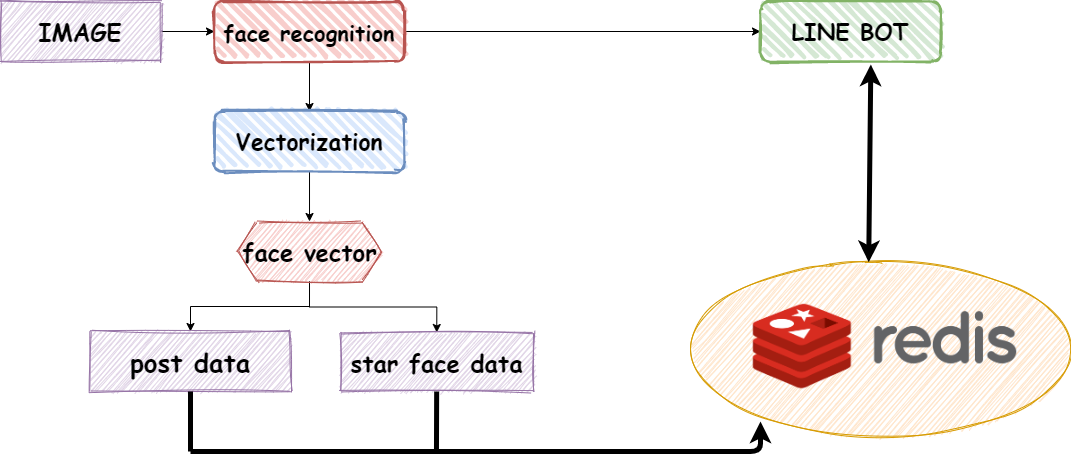 IMAGE
face recognition
LINE BOT
Vectorization
face vector
post data
star face data
redis